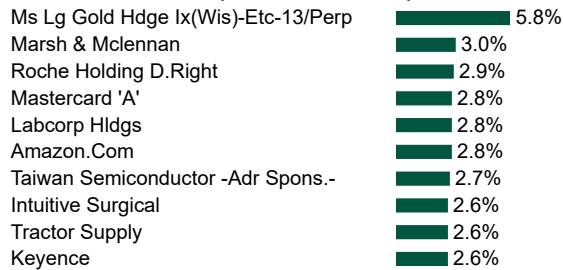 Ms Lg Gold Hdge Ix(Wis)-Etc-13/Perp 5.8%
Marsh & Mclennan 3.0%
Roche Holding D.Right 2.9%
Mastercard 'A' 2.8%
Labcorp Hldgs 2.8%
Amazon.Com 2.8%
Taiwan Semiconductor -Adr Spons.- 2.7%
Intuitive Surgical 2.6%
Tractor Supply 2.6%
Keyence 2.6%